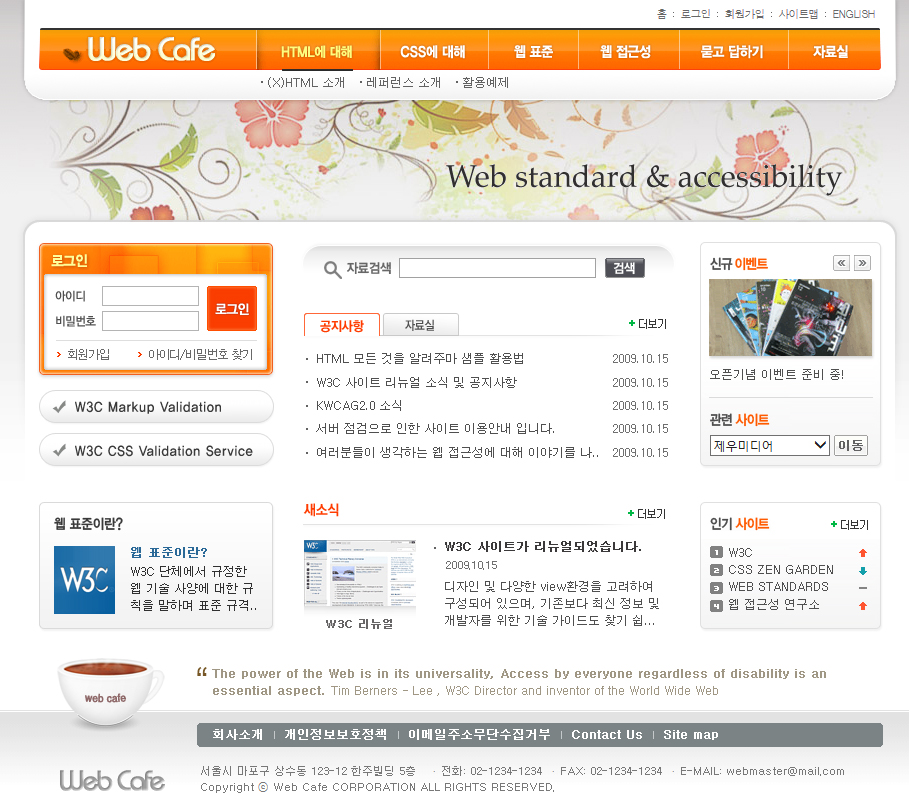 홈 : 로그인 : 회원가입 : 사이트맵 : ENGLISH
Web Cafe
HTML에 대해 CSS에 대해 웹 표준 웹 접근성 묻고 답하기 자료실
· (X)HTML 소개 · 레퍼런스 소개 · 활용예제
Web standard & accessibility
로그인
아이디
비밀번호
로그인
회원가입 아이디/비밀번호 찾기
W3C Markup Validation
W3C CSS Validation Service
자료검색 검색
공지사항 자료실 + 더보기
· HTML 모든 것을 알려주마 샘플 활용법 2009.10.15
· W3C 사이트 리뉴얼 소식 및 공지사항 2009.10.15
· KWCAG2.0 소식 2009.10.15
· 서버 점검으로 인한 사이트 이용안내 입니다. 2009.10.15
· 여러분들이 생각하는 웹 접근성에 대해 이야기를 나.. 2009.10.15
신규 이벤트 « »
오픈기념 이벤트 준비 중!
관련 사이트
제우미디어 이동
웹 표준이란?
W3C
웹 표준이란?
W3C 단체에서 규정한
웹 기술 사양에 대한 규
칙을 말하며 표준 규격..
새소식 + 더보기
W3C
W3C 리뉴얼
· W3C 사이트가 리뉴얼되었습니다.
2009.10.15
디자인 및 다양한 view환경을 고려하여
구성되어 있으며, 기존보다 최신 정보 및
개발자를 위한 기술 가이드도 찾기 쉽...
인기 사이트 + 더보기
1 W3C
2 CSS ZEN GARDEN
3 WEB STANDARDS
4 웹 접근성 연구소
web cafe
“ The power of the Web is in its universality, Access by everyone regardless of disability is an
essential aspect. Tim Berners - Lee , W3C Director and inventor of the World Wide Web
회사소개 | 개인정보보호정책 | 이메일주소무단수집거부 | Contact Us | Site map
Web Cafe
서울시 마포구 상수동 123-12 한주빌딩 5층 · 전화: 02-1234-1234 · FAX: 02-1234-1234 · E-MAIL: webmaster@mail.com
Copyright ⓒ Web Cafe CORPORATION ALL RIGHTS RESERVED.